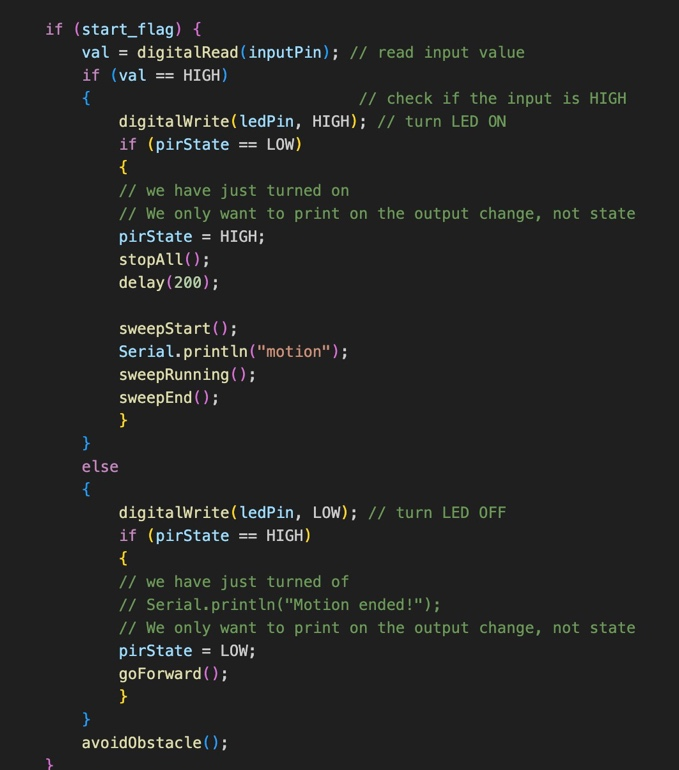 if (start_flag) {
val = digitalRead(inputPin); // read input value
if (val == HIGH)
{ // check if the input is HIGH
digitalWrite(ledPin, HIGH); // turn LED ON
if (pirState == LOW)
{
// we have just turned on
// We only want to print on the output change, not state
pirState = HIGH;
stopAll();
delay(200);
sweepStart();
Serial.println("motion");
sweepRunning();
sweepEnd();
}
}
else
{
digitalWrite(ledPin, LOW); // turn LED OFF
if (pirState == HIGH)
{
// we have just turned of
// Serial.println("Motion ended!");
// We only want to print on the output change, not state
pirState = LOW;
goForward();
}
}
avoidObstacle();
}